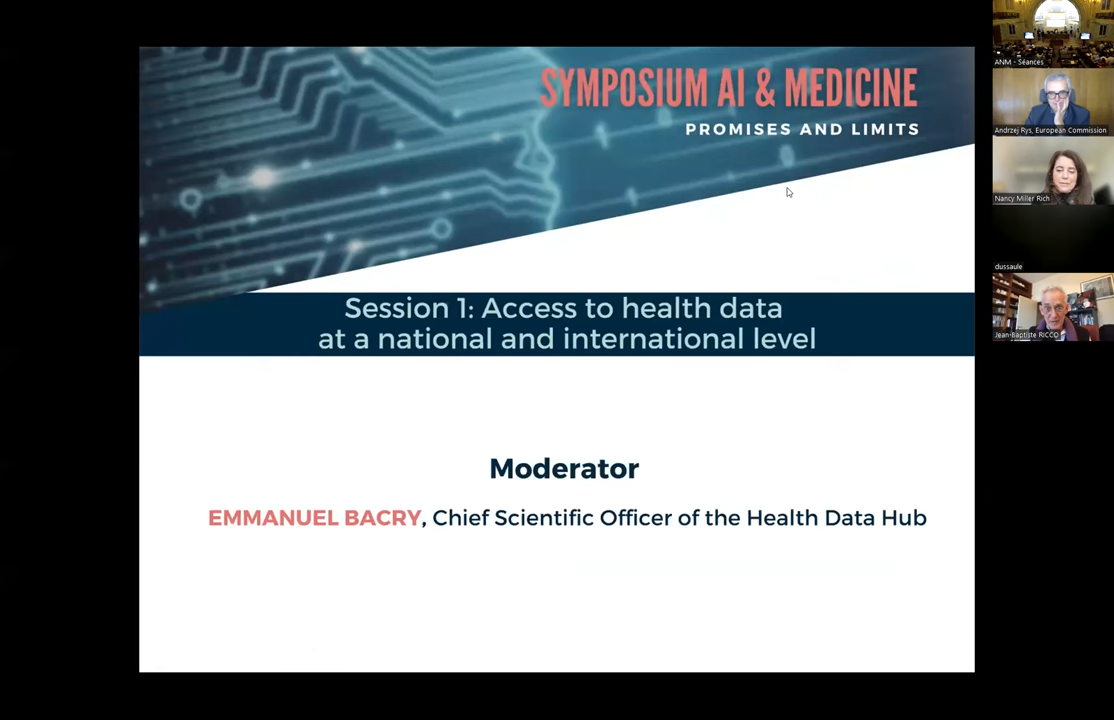 SYMPOSIUM AI & MEDICINE
PROMISES AND LIMITS
Session 1: Access to health data
at a national and international level
Moderator
EMMANUEL BACRY, Chief Scientific Officer of the Health Data Hub
ANM - Séances
Andrzej Rys, European Commission
Nancy Miller Rich
dussaule
Jean-Baptiste RICCO